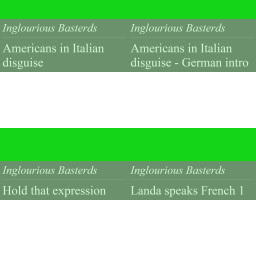 Inglourious Basterds
Americans in Italian
disguise
Inglourious Basterds
Americans in Italian
disguise - German intro
Inglourious Basterds
Hold that expression
Inglourious Basterds
Landa speaks French 1